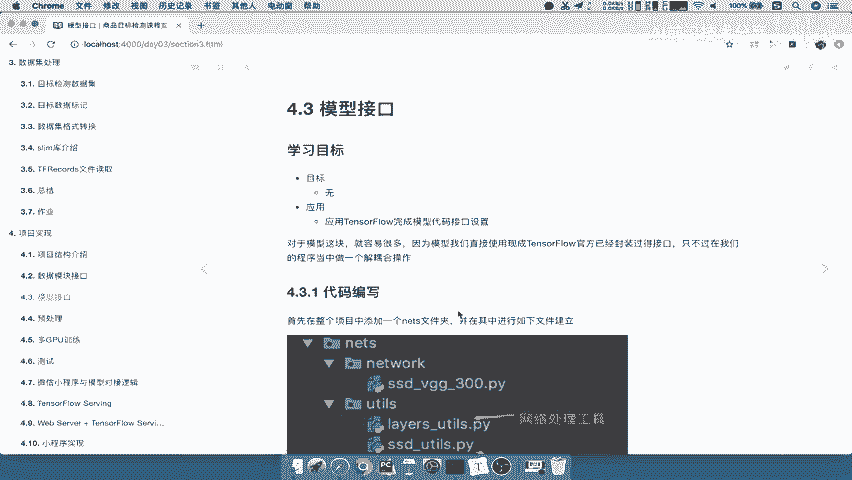 Chrome 文件 修改 视图 历史记录 书签 其他人 电动窗 帮助
100%
模型接口 | 商品目标检测课程页
localhost:4000/day03/section3.html
3. 数据集处理
3.1. 目标检测数据集
3.2. 目标数据标记
3.3. 数据集格式转换
3.4. slim库介绍
3.5. TFRecords文件读取
3.6. 总结
3.7. 作业
4. 项目实现
4.1. 项目结构介绍
4.2. 数据模块接口
4.3. 模型接口
4.4. 预处理
4.5. 多GPU训练
4.6. 测试
4.7. 微信小程序与模型对接逻辑
4.8. TensorFlow Serving
4.9. Web Server + TensorFlow Servi...
4.10. 小程序实现
4.3 模型接口
学习目标
目标
无
应用
应用TensorFlow完成模型代码接口设置
对于模型这块，就容易很多，因为模型我们直接使用现成TensorFlow官方已经封装过得接口，只不过在我们
的程序当中做一个解耦合操作
4.3.1 代码编写
首先在整个项目中添加一个nets文件夹，并在其中进行如下文件建立
nets
network
ssd_vgg_300.py
utils
layers_utils.py 网络处理工具
ssd_utils.py